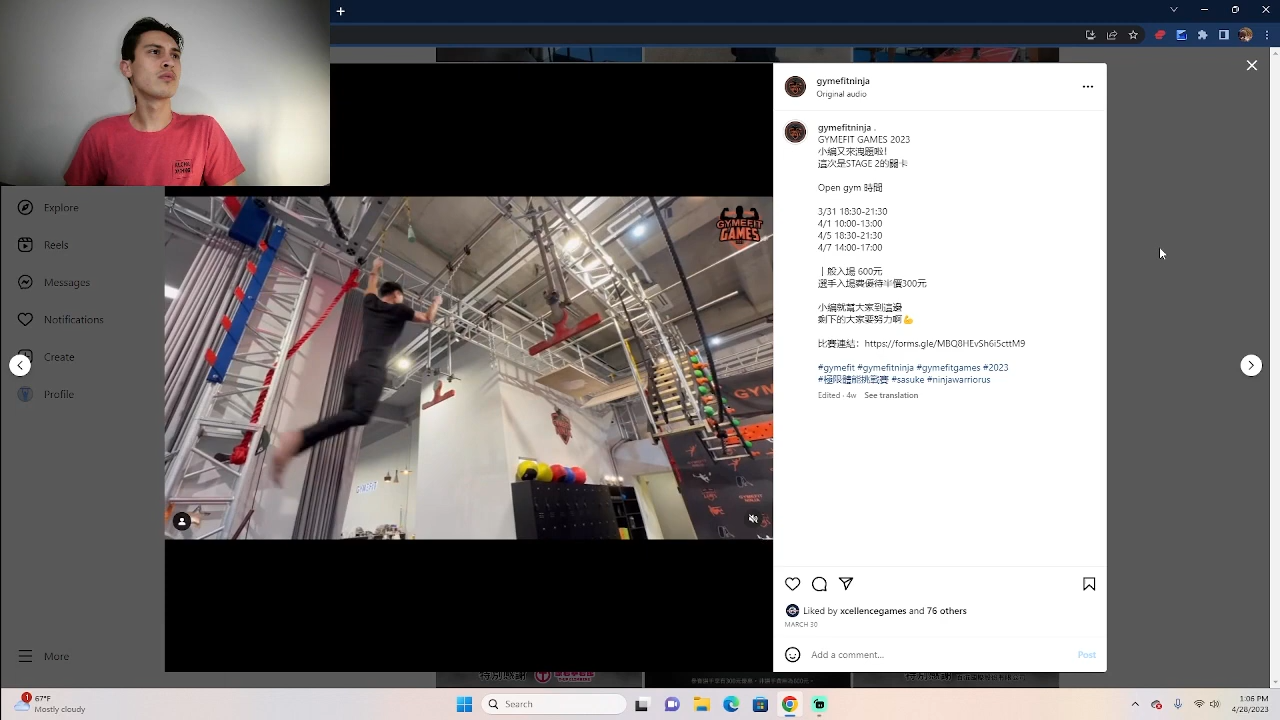 gymefitninja
Original audio
gymefitninja .
GYMEFIT GAMES 2023
小編又來洩題啦!
這次是STAGE 2的關卡
Open gym 時間
3/31 18:30-21:30
4/1 10:00-13:00
4/5 18:30-21:30
4/7 14:00-17:00
｜般入場 600元
選手入場費優待半價300元
小編就幫大家到這邊
剩下的大家要努力啊💪
比賽連結：https://forms.gle/MBQ8HEvSh6i5cttM9
#gymefit #gymefitninja #gymefitgames #2023
#極限體能挑戰賽 #sasuke #ninjawarriorus
Edited · 4w See translation
Explore
Reels
Messages
Notifications
Create
Profile
More
GYMEFIT
GAMES
GYMEFIT
GYM
Liked by xcellencegames and 76 others
MARCH 30
Add a comment... Post
Mostly cloudy
Search
1:06 PM
4/28/2023